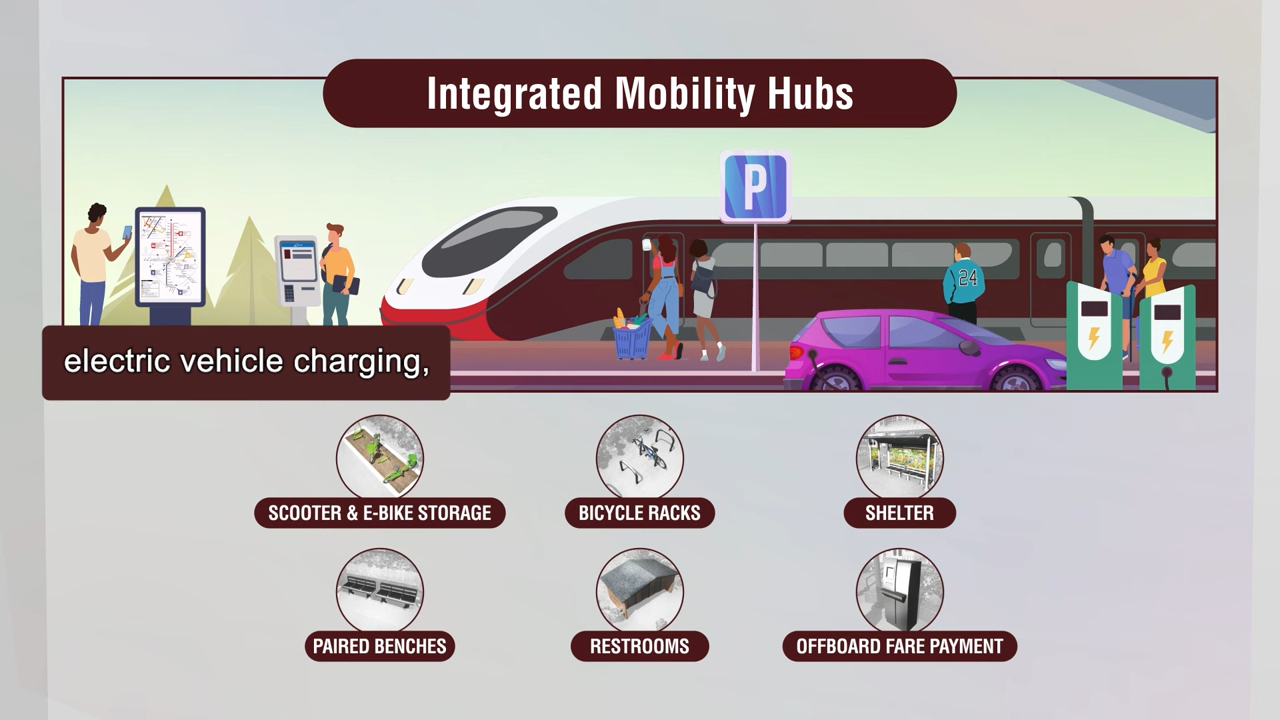 Integrated Mobility Hubs
P
24
electric vehicle charging,
SCOOTER & E-BIKE STORAGE
BICYCLE RACKS
SHELTER
PAIRED BENCHES
RESTROOMS
OFFBOARD FARE PAYMENT